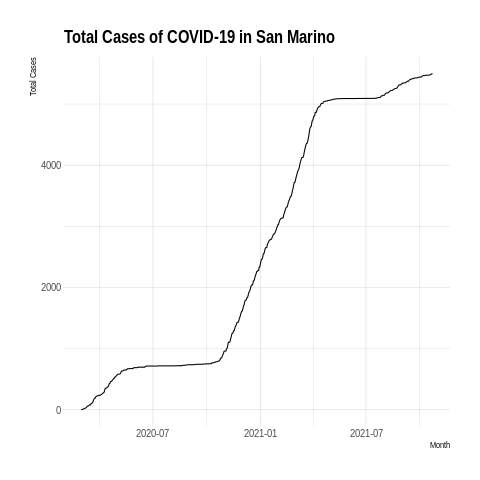 Total Cases of COVID-19 in San Marino
Total Cases
4000
2000
0
2020-07 2021-01 2021-07
Month